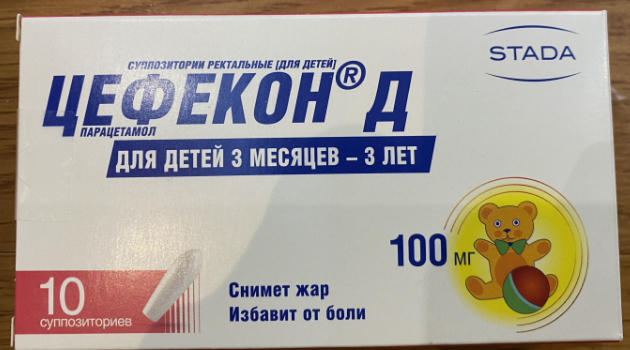 STADA
СУППОЗИТОРИИ РЕКТАЛЬНЫЕ [ДЛЯ ДЕТЕЙ]
ЦЕФЕКОН® Д
ПАРАЦЕТАМОЛ
ДЛЯ ДЕТЕЙ 3 МЕСЯЦЕВ – 3 ЛЕТ
100 МГ
10
суппозиториев
Снимет жар
Избавит от боли